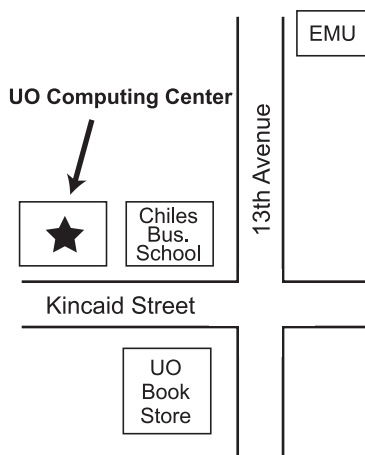 EMU
UO Computing Center
13th Avenue
Chiles
Bus.
School
Kincaid Street
UO
Book
Store